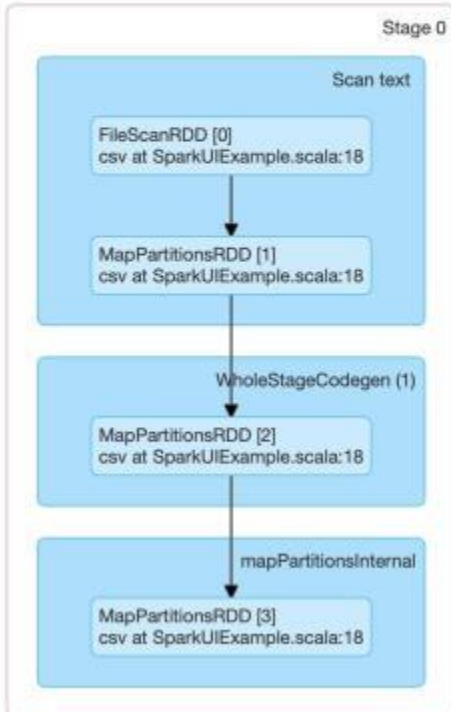 Stage 0
Scan text
FileScanRDD [0]
csv at SparkUIExample.scala:18
MapPartitionsRDD [1]
csv at SparkUIExample.scala:18
WholeStageCodegen (1)
MapPartitionsRDD [2]
csv at SparkUIExample.scala:18
mapPartitionsInternal
MapPartitionsRDD [3]
csv at SparkUIExample.scala:18